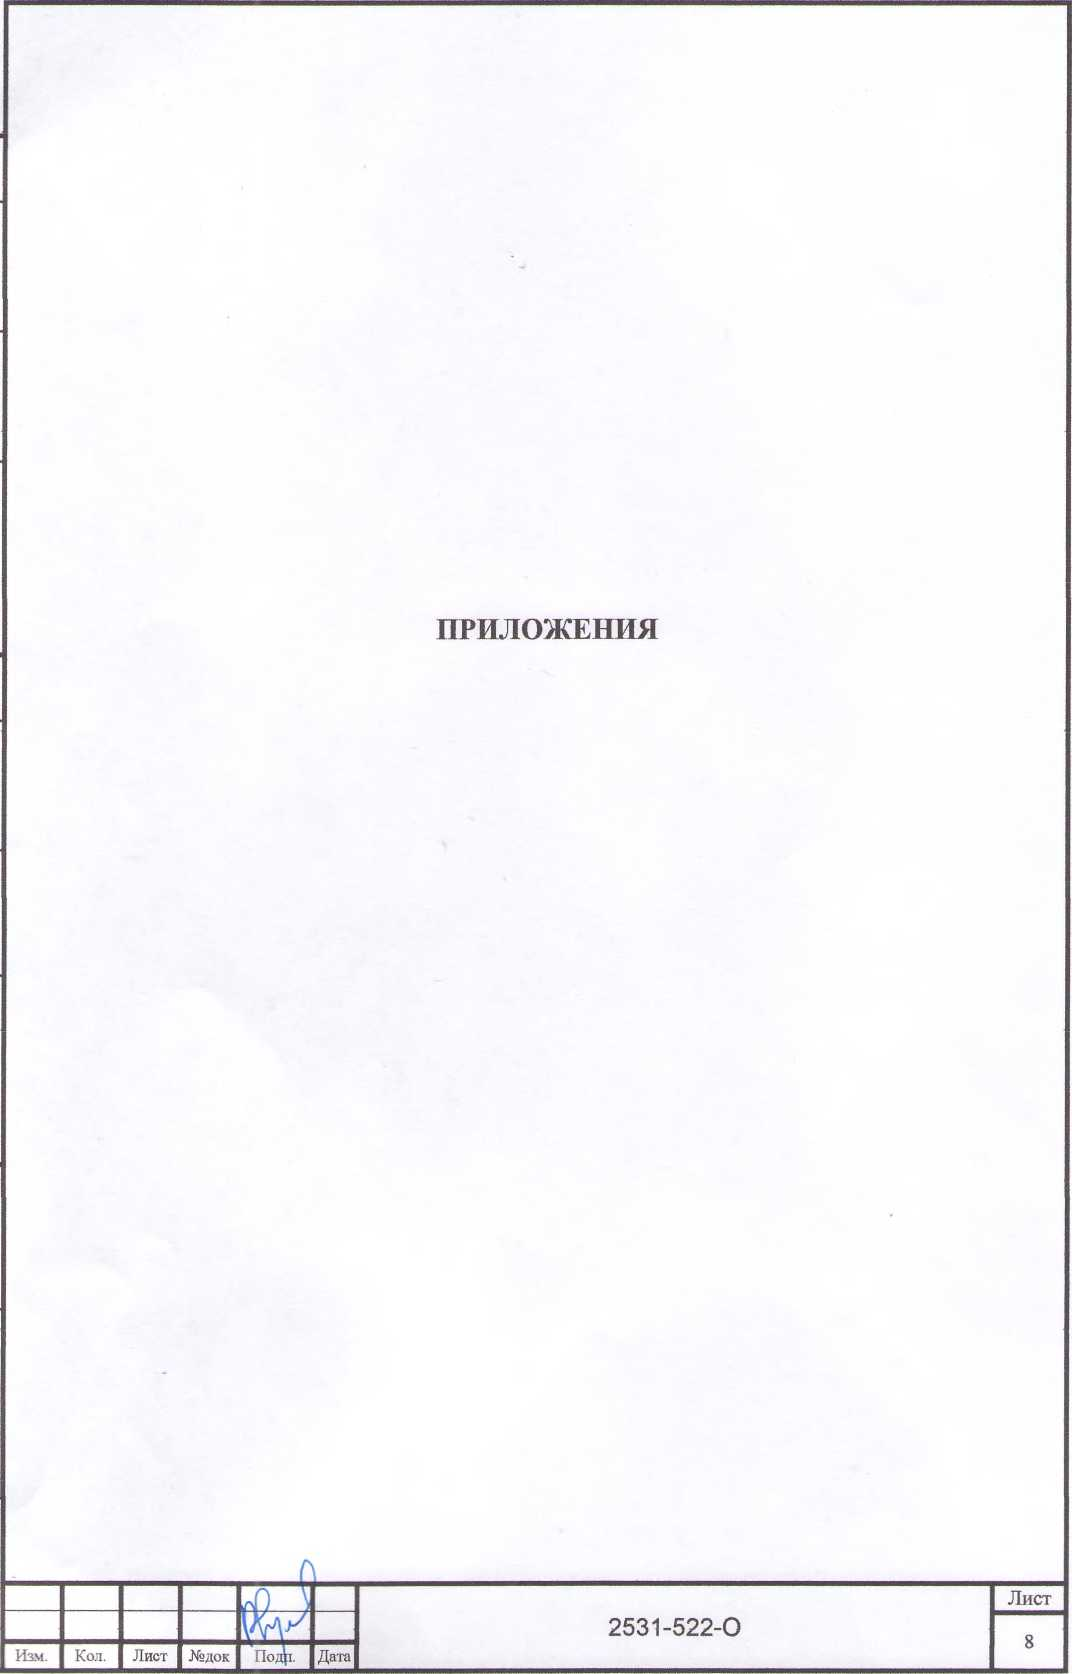 ПРИЛОЖЕНИЯ
2531-522-О
Лист
8
Изм. Кол. Лист №док Подп. Дата